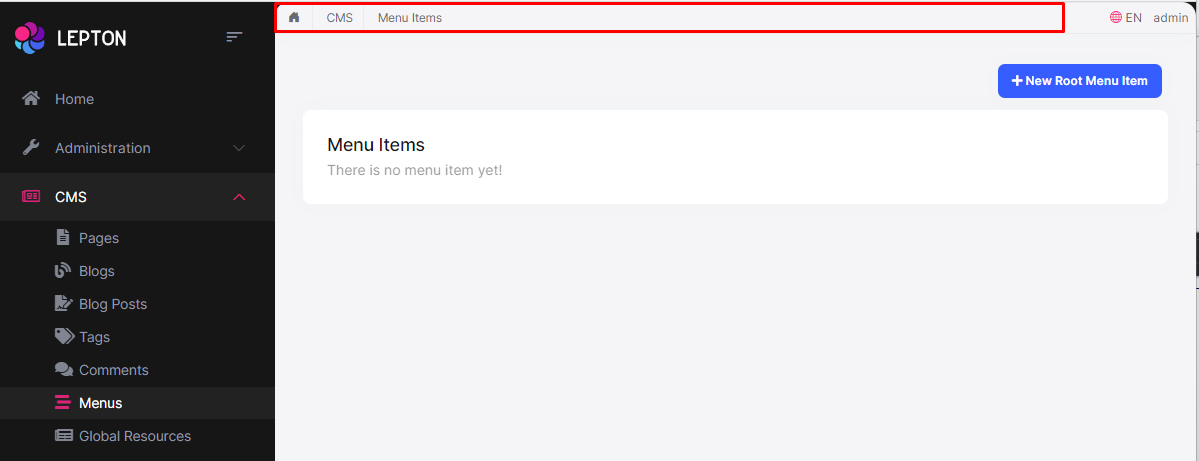 LEPTON
Home
Administration
CMS
Pages
Blogs
Blog Posts
Tags
Comments
Menus
Global Resources
CMS Menu Items
EN admin
New Root Menu Item
Menu Items
There is no menu item yet!